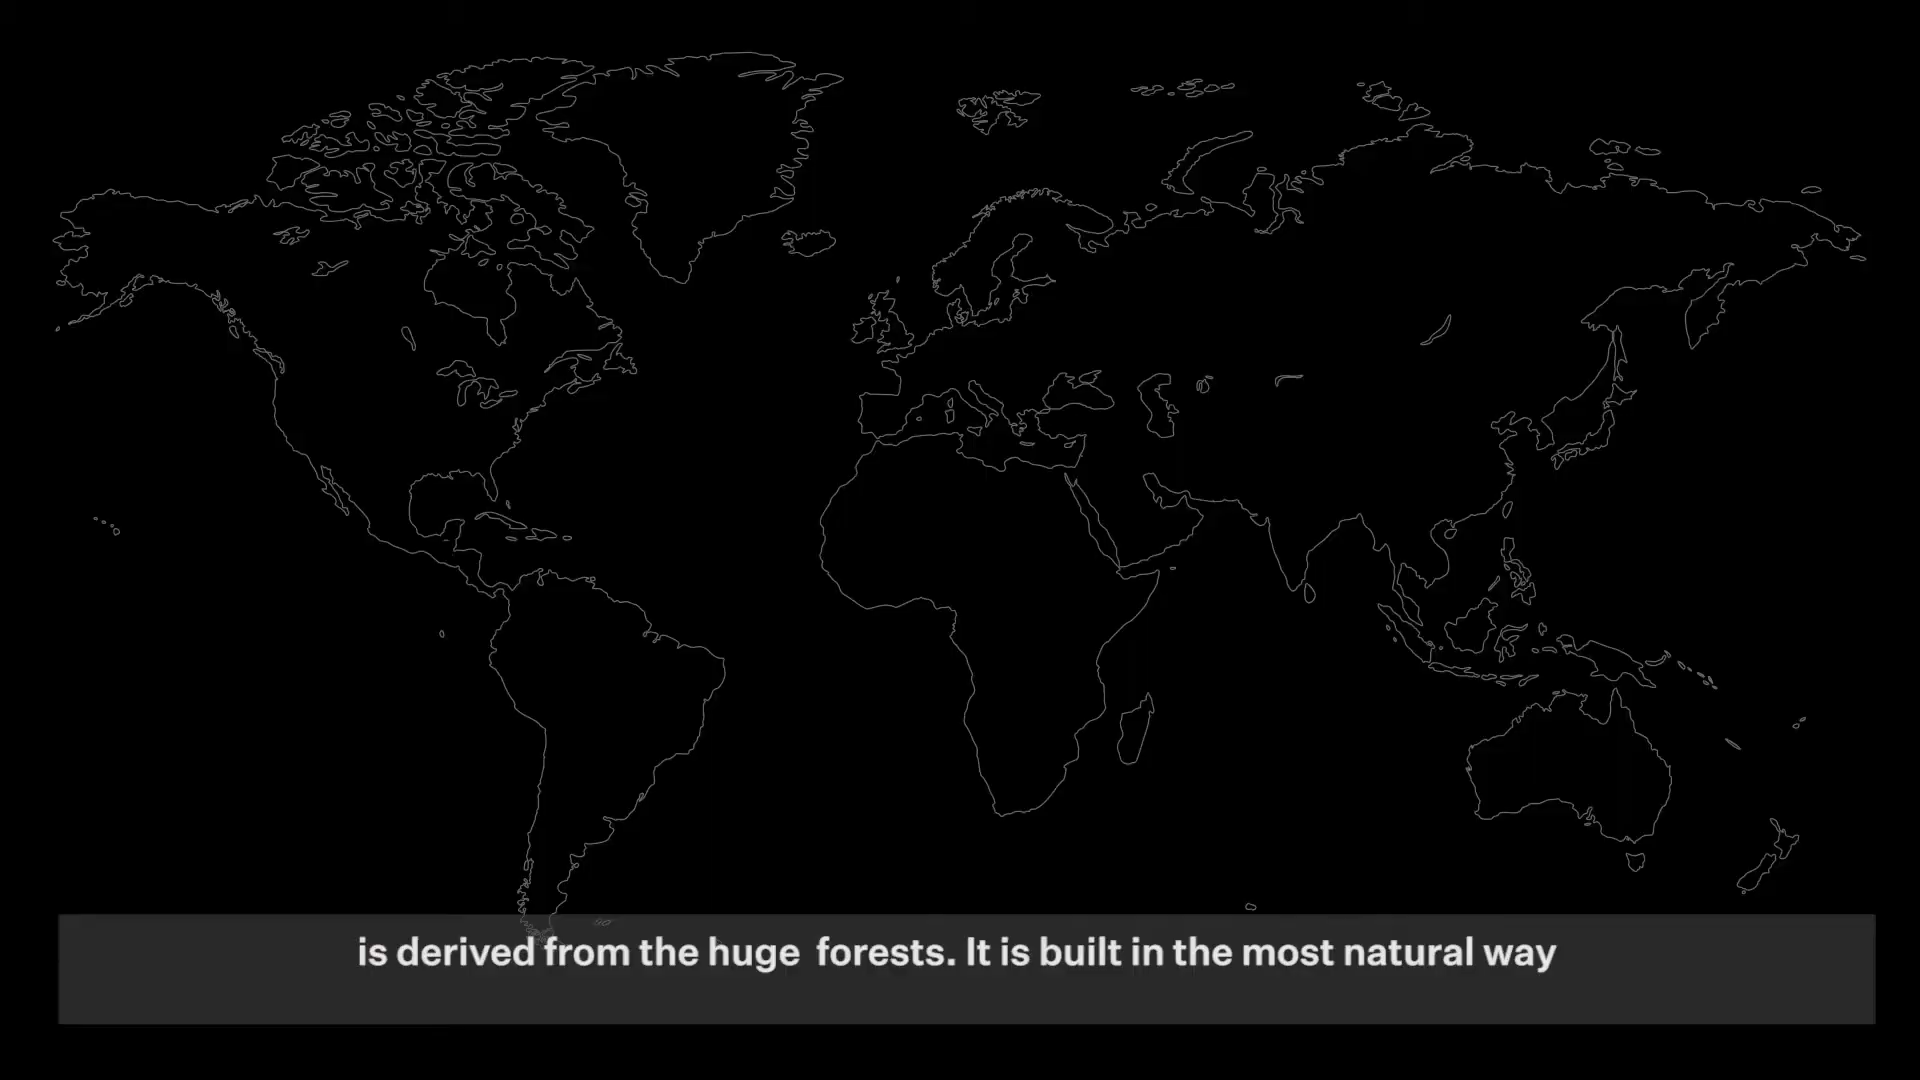 is derived from the huge  forests. It is built in the most natural way